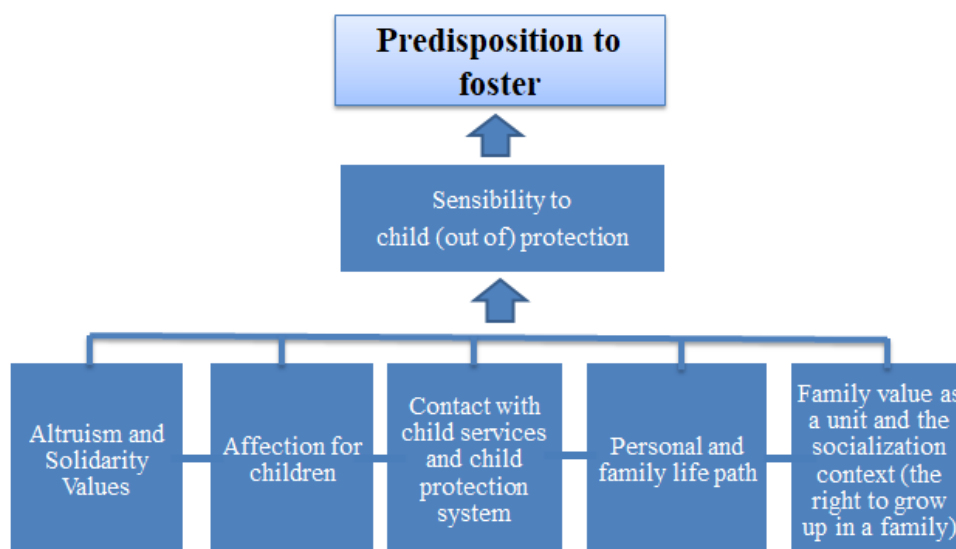 Predisposition to
foster
Sensibility to
child (out of) protection
Altruism and
Solidarity
Values
Affection for
children
Contact with
child services
and child
protection
system
Personal and
family life path
Family value as
a unit and the
socialization
context (the
right to grow
up in a family)